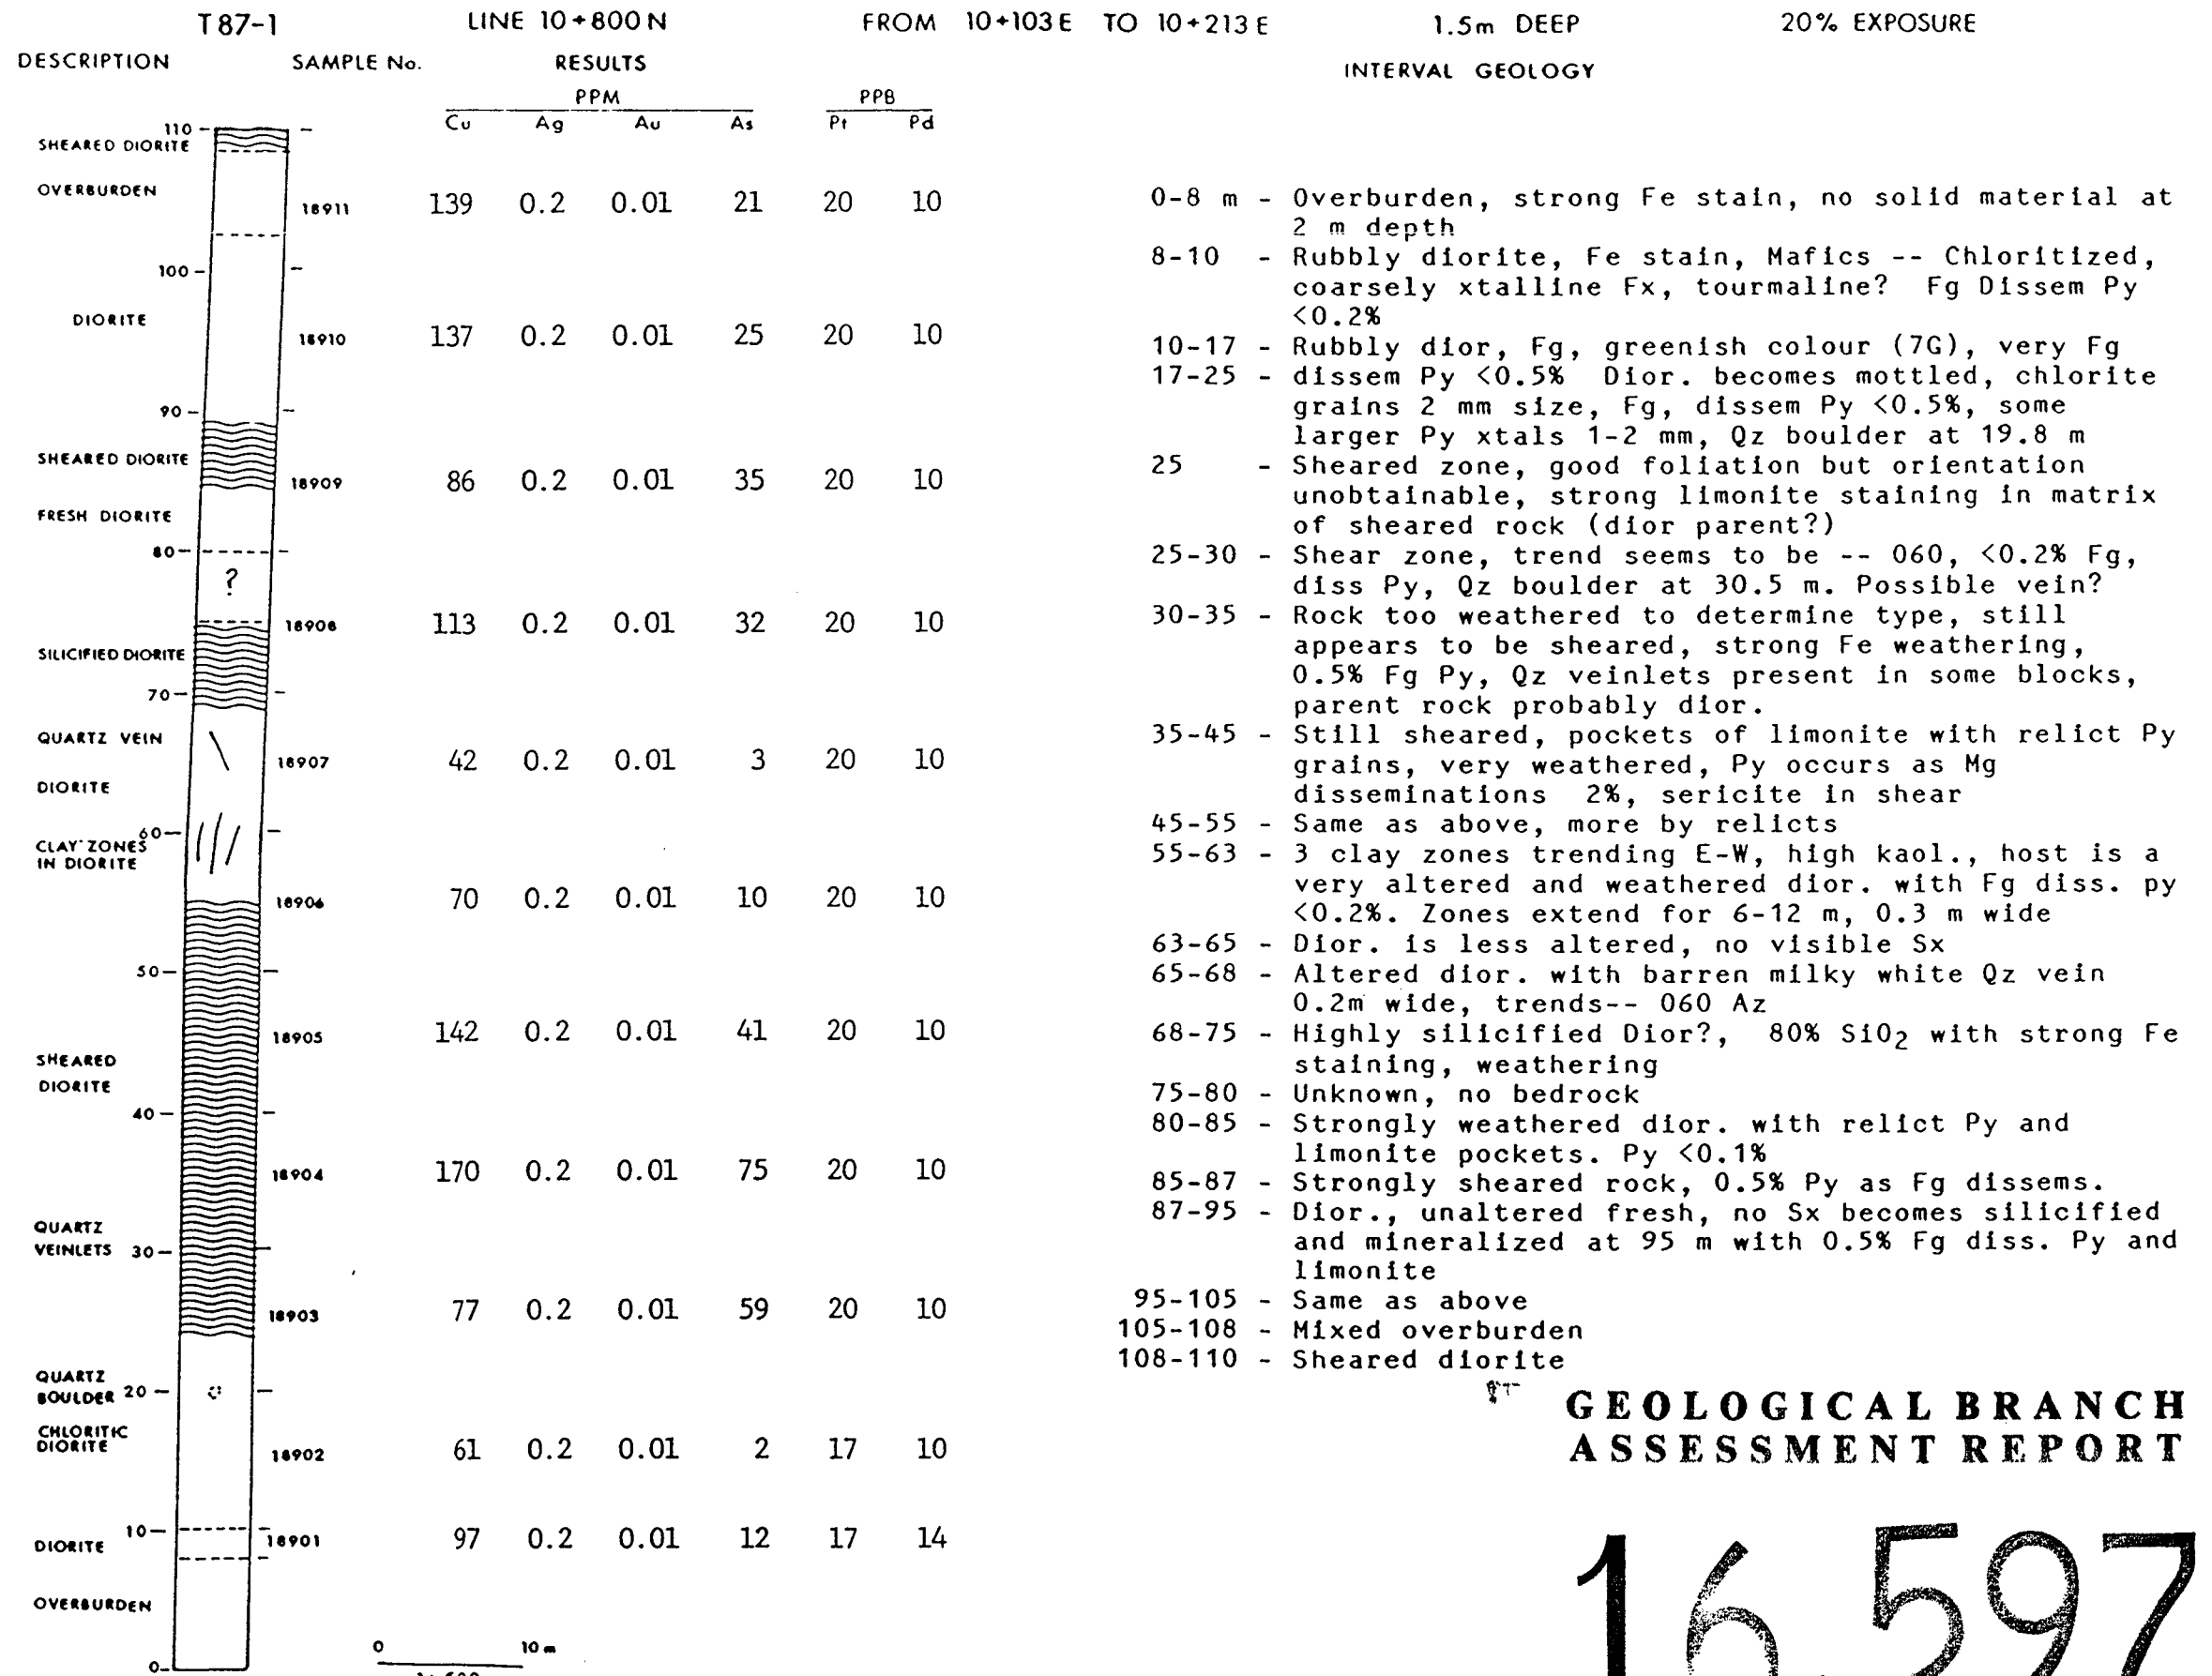 T87-1 LINE 10+800 N FROM 10+103 E TO 10+213 E 1.5m DEEP 20% EXPOSURE
DESCRIPTION SAMPLE No. RESULTS INTERVAL GEOLOGY
PPM PPB
Cu Ag Au As Pt Pd
110
SHEARED DIORITE
OVERBURDEN
18911 139 0.2 0.01 21 20 10
100
DIORITE
18910 137 0.2 0.01 25 20 10
90
SHEARED DIORITE
18909 86 0.2 0.01 35 20 10
FRESH DIORITE
80
?
18908 113 0.2 0.01 32 20 10
SILICIFIED DIORITE
70
QUARTZ VEIN
18907 42 0.2 0.01 3 20 10
DIORITE
60
CLAY ZONES
IN DIORITE
18906 70 0.2 0.01 10 20 10
50
18905 142 0.2 0.01 41 20 10
SHEARED
DIORITE
40
18904 170 0.2 0.01 75 20 10
QUARTZ
VEINLETS 30
18903 77 0.2 0.01 59 20 10
QUARTZ
BOULDER 20
CHLORITIC
DIORITE
18902 61 0.2 0.01 2 17 10
10
DIORITE 18901 97 0.2 0.01 12 17 14
OVERBURDEN
0
0 10 m
0-8 m - Overburden, strong Fe stain, no solid material at
2 m depth
8-10 - Rubbly diorite, Fe stain, Mafics -- Chloritized,
coarsely xtalline Fx, tourmaline? Fg Dissem Py
<0.2%
10-17 - Rubbly dior, Fg, greenish colour (7G), very Fg
17-25 - dissem Py <0.5% Dior. becomes mottled, chlorite
grains 2 mm size, Fg, dissem Py <0.5%, some
larger Py xtals 1-2 mm, Qz boulder at 19.8 m
25 - Sheared zone, good foliation but orientation
unobtainable, strong limonite staining in matrix
of sheared rock (dior parent?)
25-30 - Shear zone, trend seems to be -- 060, <0.2% Fg,
diss Py, Qz boulder at 30.5 m. Possible vein?
30-35 - Rock too weathered to determine type, still
appears to be sheared, strong Fe weathering,
0.5% Fg Py, Qz veinlets present in some blocks,
parent rock probably dior.
35-45 - Still sheared, pockets of limonite with relict Py
grains, very weathered, Py occurs as Mg
disseminations 2%, sericite in shear
45-55 - Same as above, more by relicts
55-63 - 3 clay zones trending E-W, high kaol., host is a
very altered and weathered dior. with Fg diss. py
<0.2%. Zones extend for 6-12 m, 0.3 m wide
63-65 - Dior. is less altered, no visible Sx
65-68 - Altered dior. with barren milky white Qz vein
0.2m wide, trends-- 060 Az
68-75 - Highly silicified Dior?, 80% SiO2 with strong Fe
staining, weathering
75-80 - Unknown, no bedrock
80-85 - Strongly weathered dior. with relict Py and
limonite pockets. Py <0.1%
85-87 - Strongly sheared rock, 0.5% Py as Fg dissems.
87-95 - Dior., unaltered fresh, no Sx becomes silicified
and mineralized at 95 m with 0.5% Fg diss. Py and
limonite
95-105 - Same as above
105-108 - Mixed overburden
108-110 - Sheared diorite
GEOLOGICAL BRANCH
ASSESSMENT REPORT
16,597